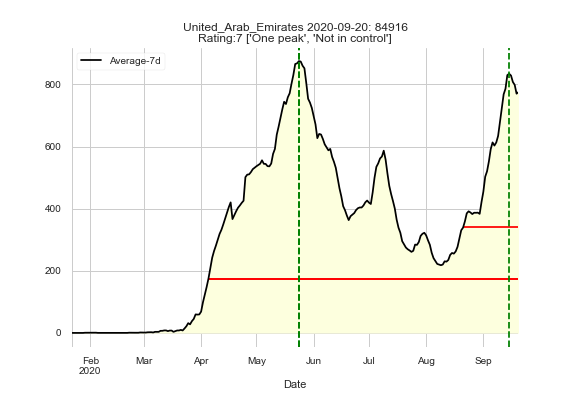 United_Arab_Emirates 2020-09-20: 84916
Rating:7 ['One peak', 'Not in control']
Average-7d
800
600
400
200
0
Feb Mar Apr May Jun Jul Aug Sep
2020
Date